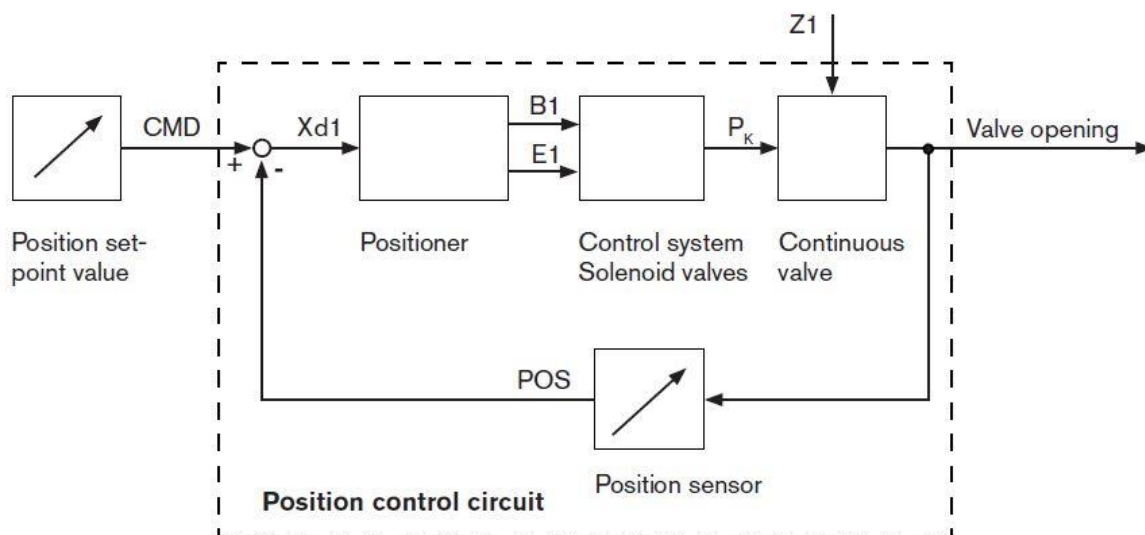 Z1
CMD
Xd1
B1
E1
PK
Valve opening
+
-
Position set-
point value
Positioner
Control system
Solenoid valves
Continuous
valve
POS
Position sensor
Position control circuit